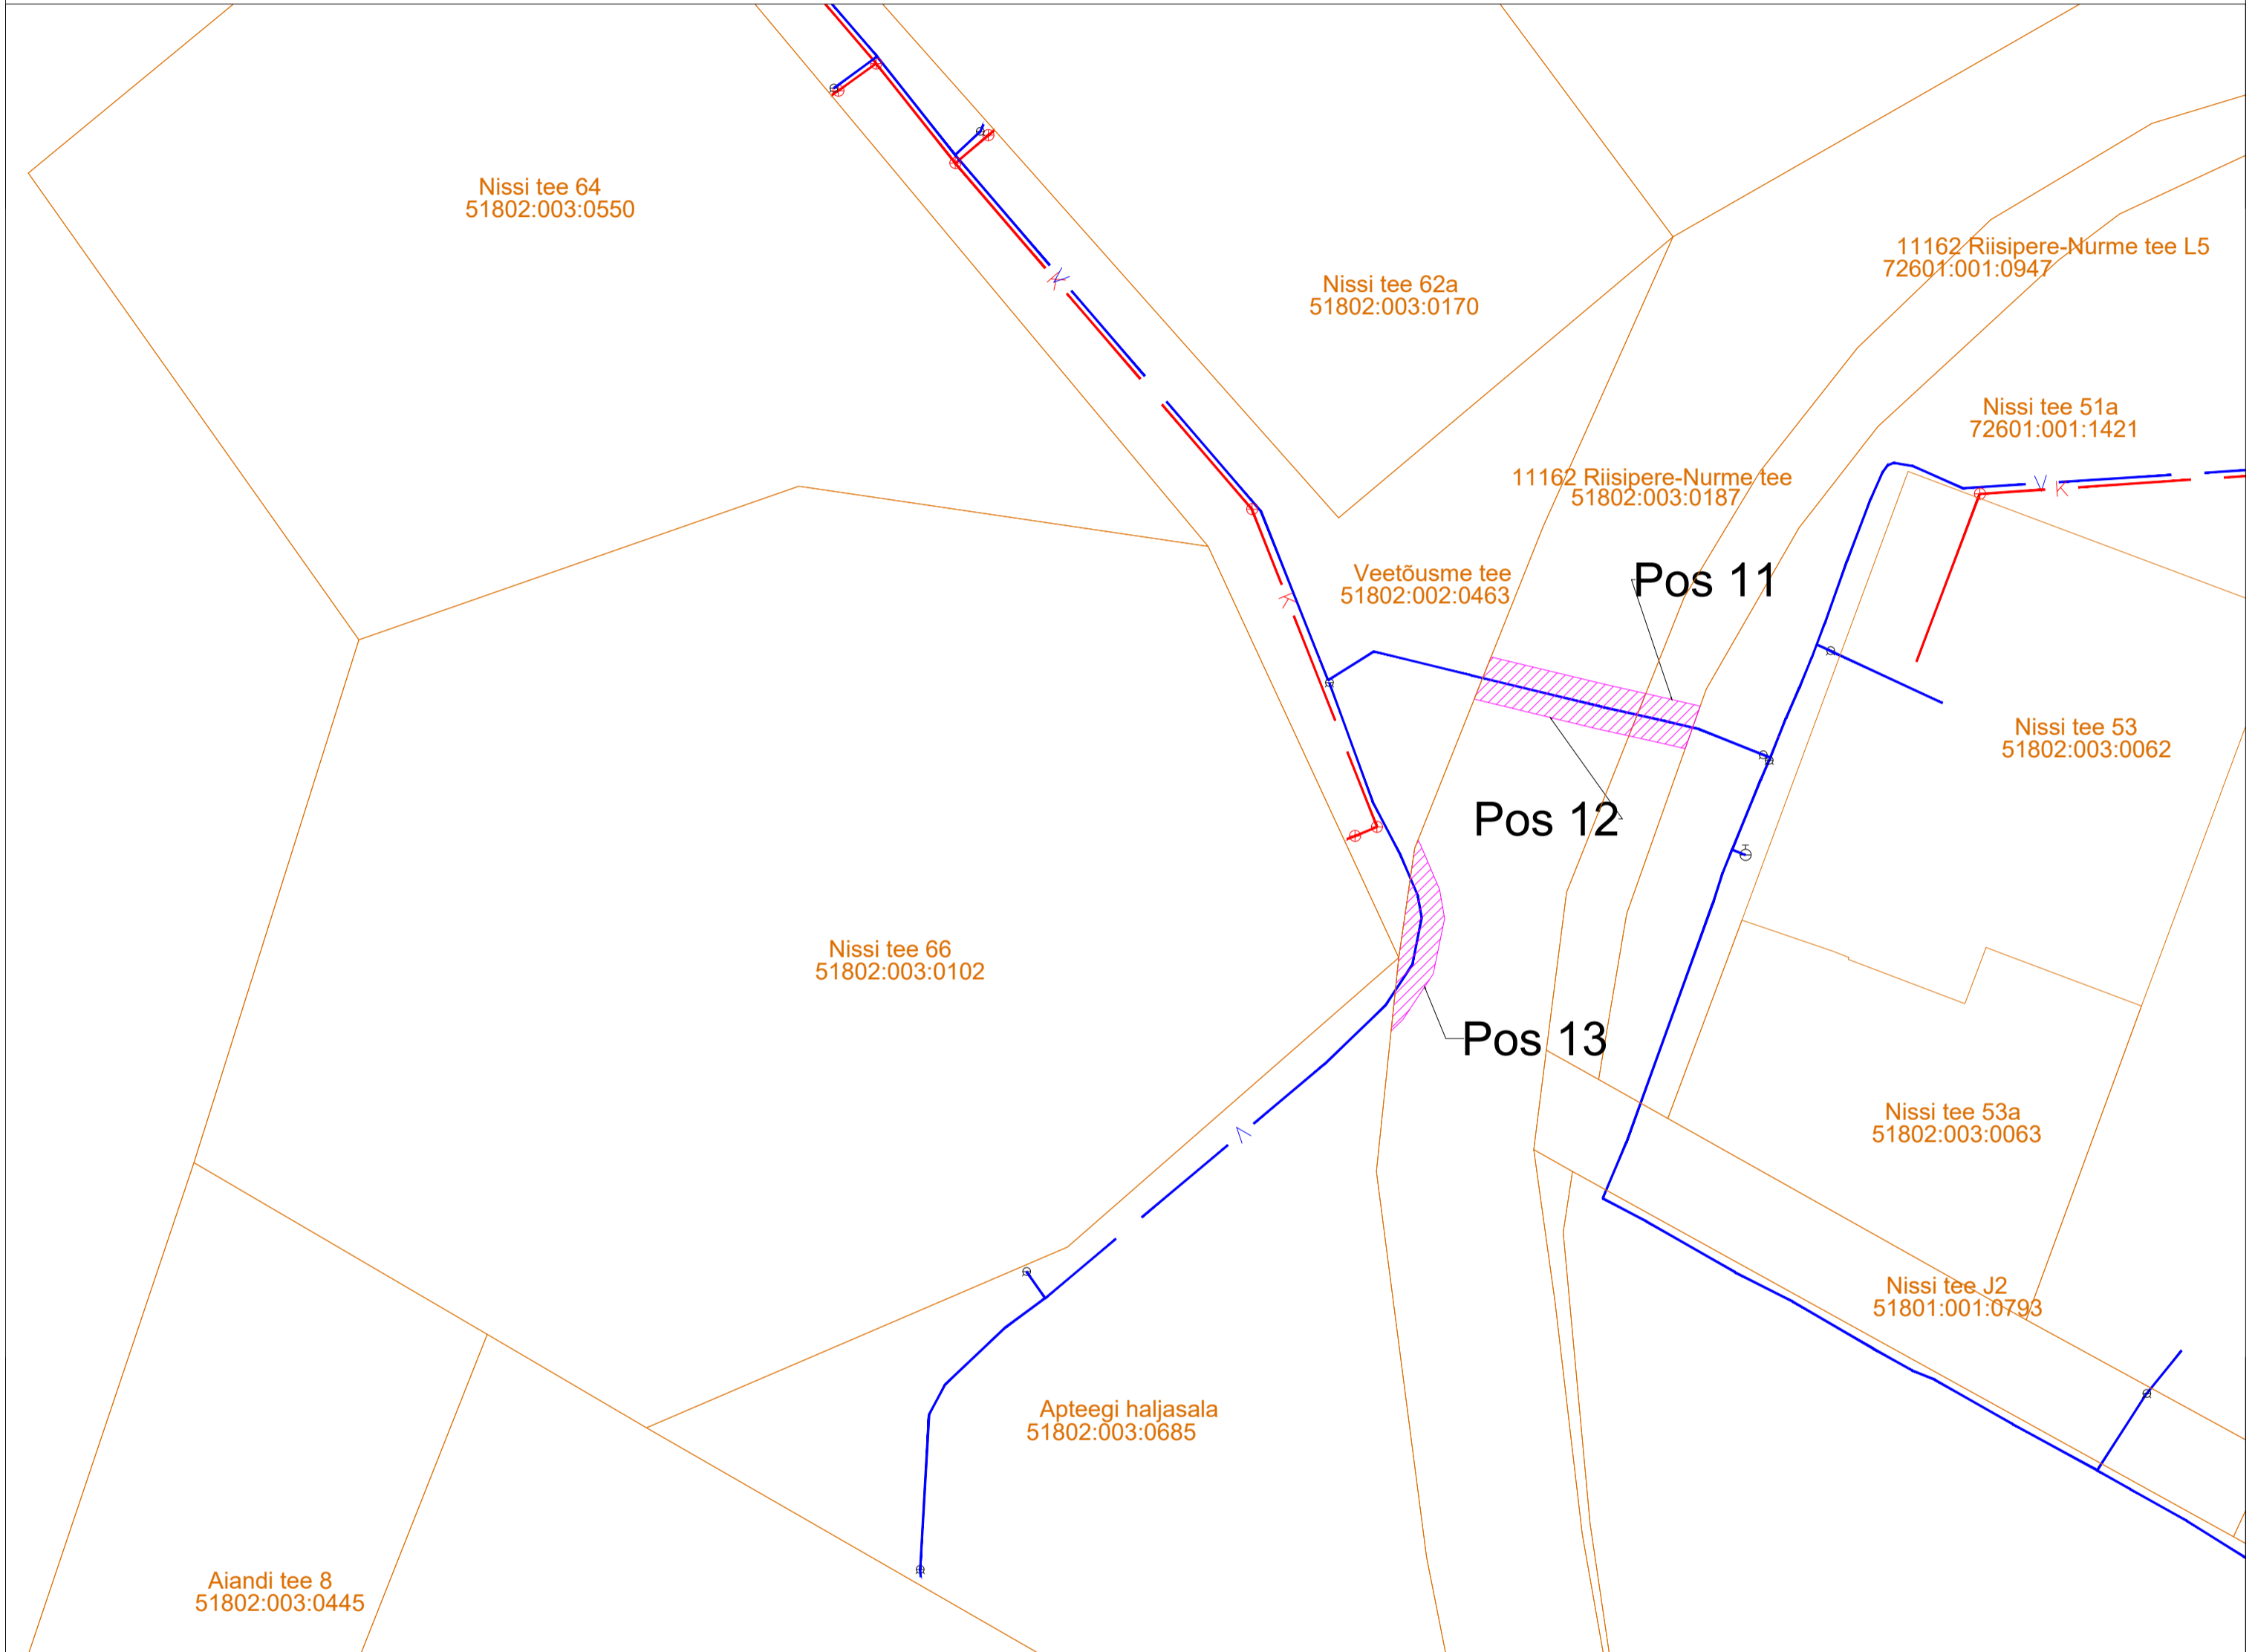 Nissi tee 64
51802:003:0550
Nissi tee 62a
51802:003:0170
11162 Riisipere-Nurme tee L5
72601:001:0947
K
V
Nissi tee 51a
72601:001:1421
11162 Riisipere-Nurme tee
51802:003:0187
V
K
Veetõusme tee
51802:002:0463
Pos 11
K
Nissi tee 53
51802:003:0062
Pos 12
Nissi tee 66
51802:003:0102
Pos 13
Nissi tee 53a
51802:003:0063
V
Nissi tee J2
51801:001:0793
Apteegi haljasala
51802:003:0685
Aiandi tee 8
51802:003:0445